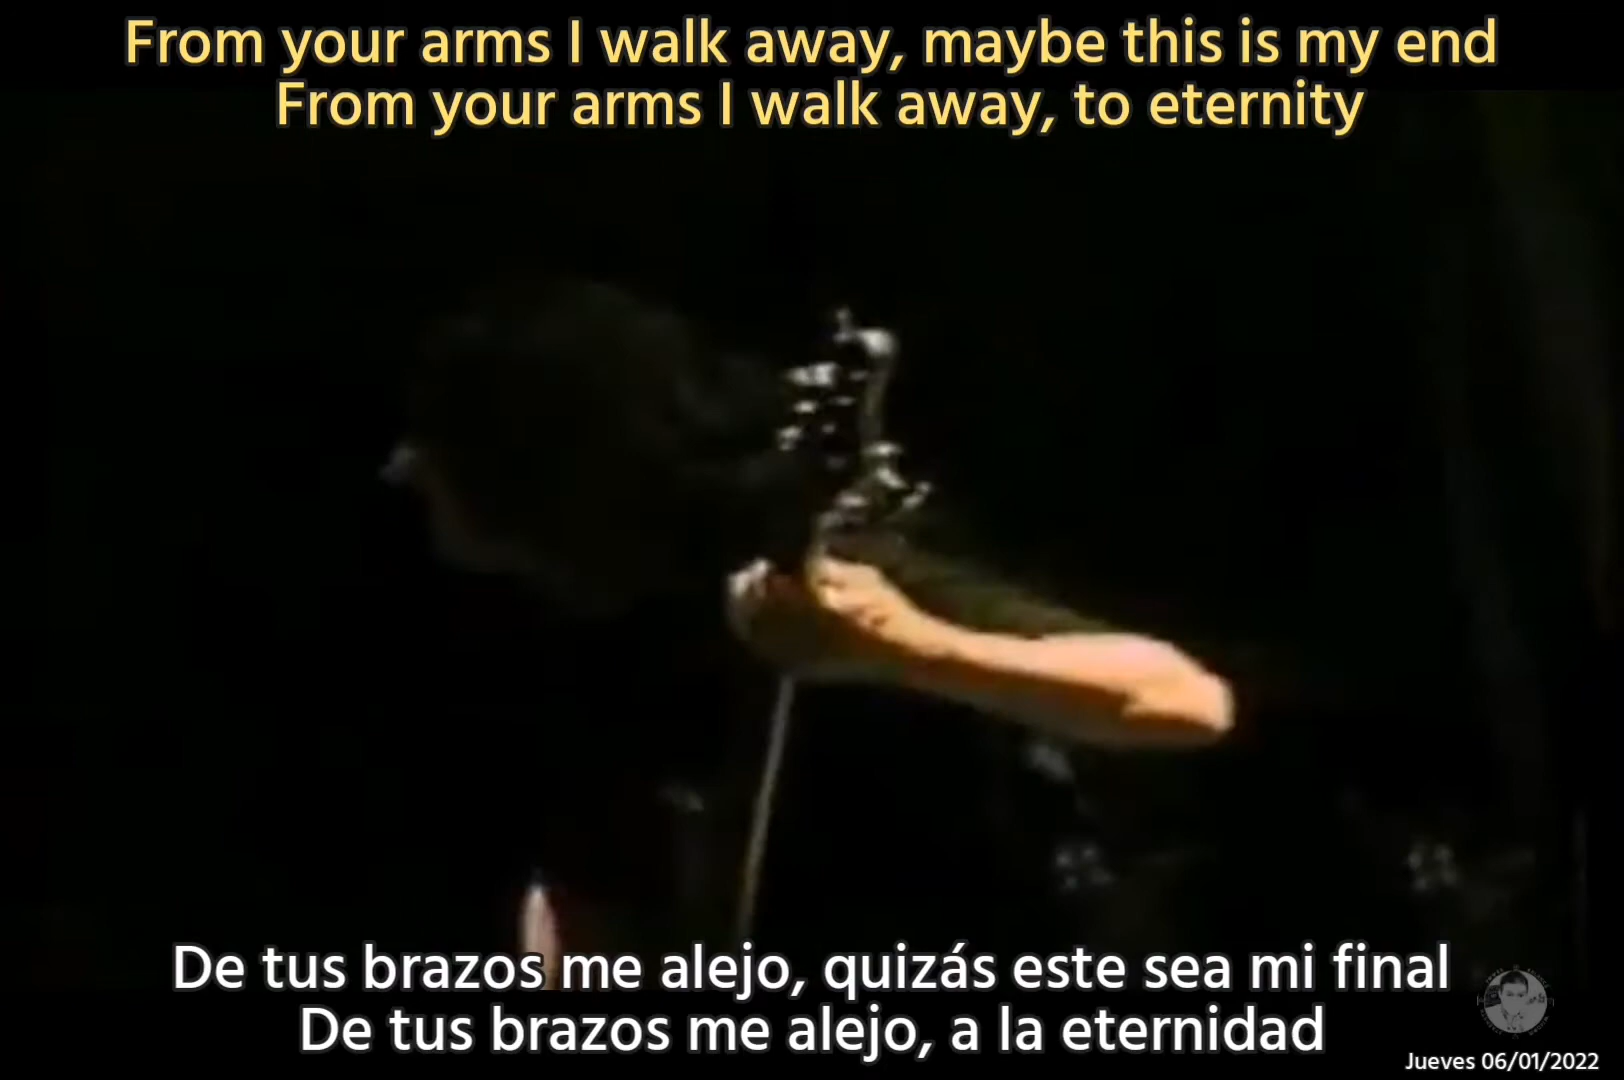 From your arms I walk away, maybe this is my end
From your arms I walk away, to eternity
De tus brazos me alejo, quizás este sea mi final
De tus brazos me alejo, a la eternidad
Jueves 06/01/2022